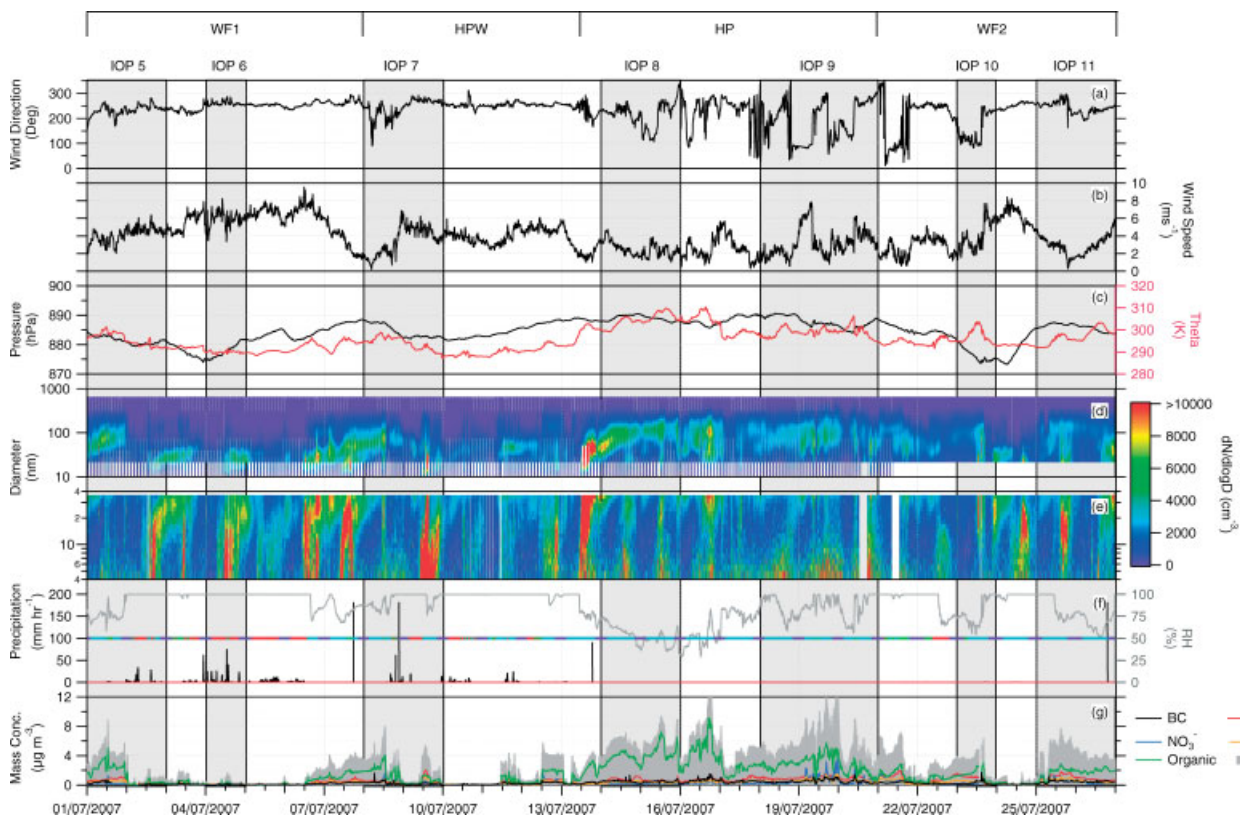 WF1 HPW HP WF2
IOP 5 IOP 6 IOP 7 IOP 8 IOP 9 IOP 10 IOP 11
Wind Direction
(Deg)
300
200
100
0
(a)
(b)
10
8
6
4
2
0
Wind Speed
(ms⁻¹)
Pressure
(hPa)
900
890
880
870
(c)
320
310
300
290
280
Theta
(K)
Diameter
(nm)
1000
100
10
(d)
4
2
10
6
4
(e)
>10000
8000
6000
4000
2000
0
dN/dlogD (cm⁻³)
Precipitation
(mm hr⁻¹)
200
150
100
50
0
(f)
100
75
50
25
0
RH
(%)
Mass Conc.
(µg m⁻³)
12
8
4
0
(g)
BC
NO₃⁻
Organic
01/07/2007 04/07/2007 07/07/2007 10/07/2007 13/07/2007 16/07/2007 19/07/2007 22/07/2007 25/07/2007